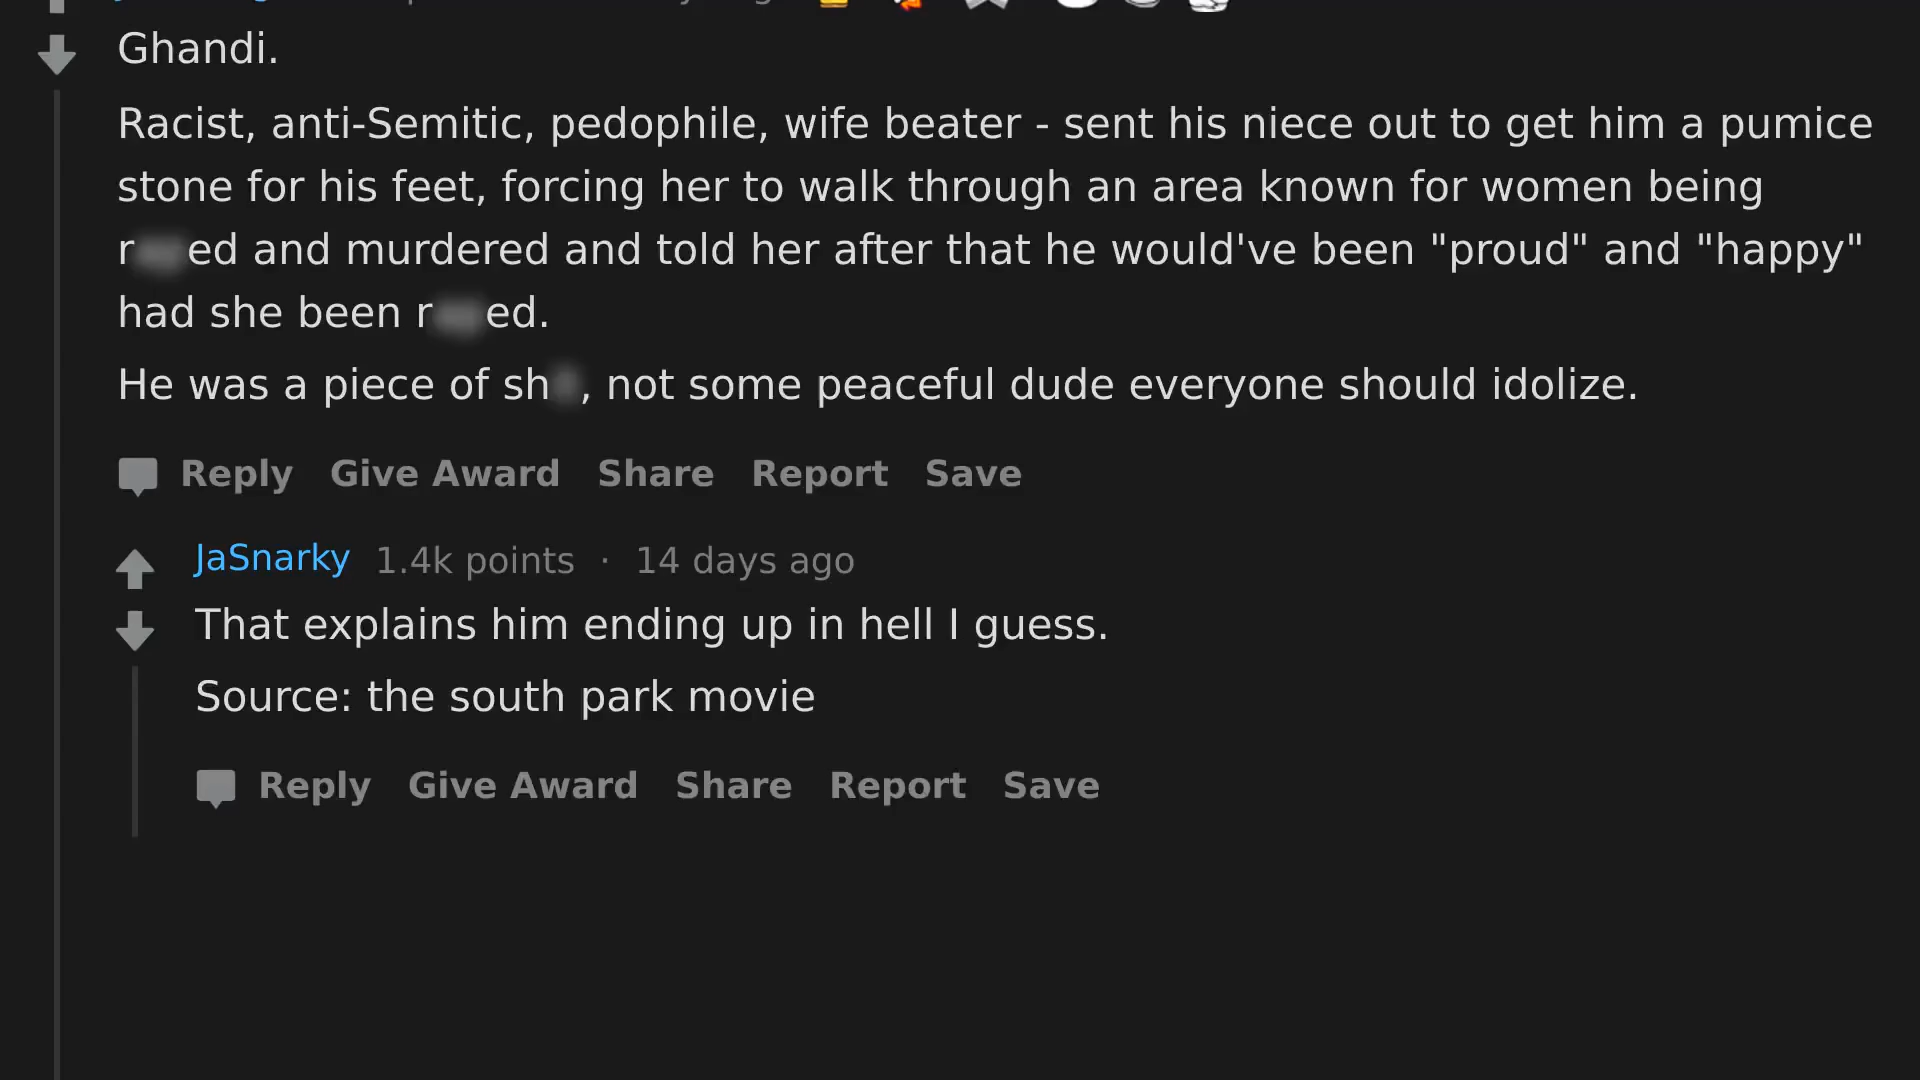 Ghandi.
Racist, anti-Semitic, pedophile, wife beater - sent his niece out to get him a pumice
stone for his feet, forcing her to walk through an area known for women being
r ed and murdered and told her after that he would've been "proud" and "happy"
had she been r ed.
He was a piece of sh , not some peaceful dude everyone should idolize.
Reply Give Award Share Report Save
JaSnarky 1.4k points · 14 days ago
That explains him ending up in hell I guess.
Source: the south park movie
Reply Give Award Share Report Save